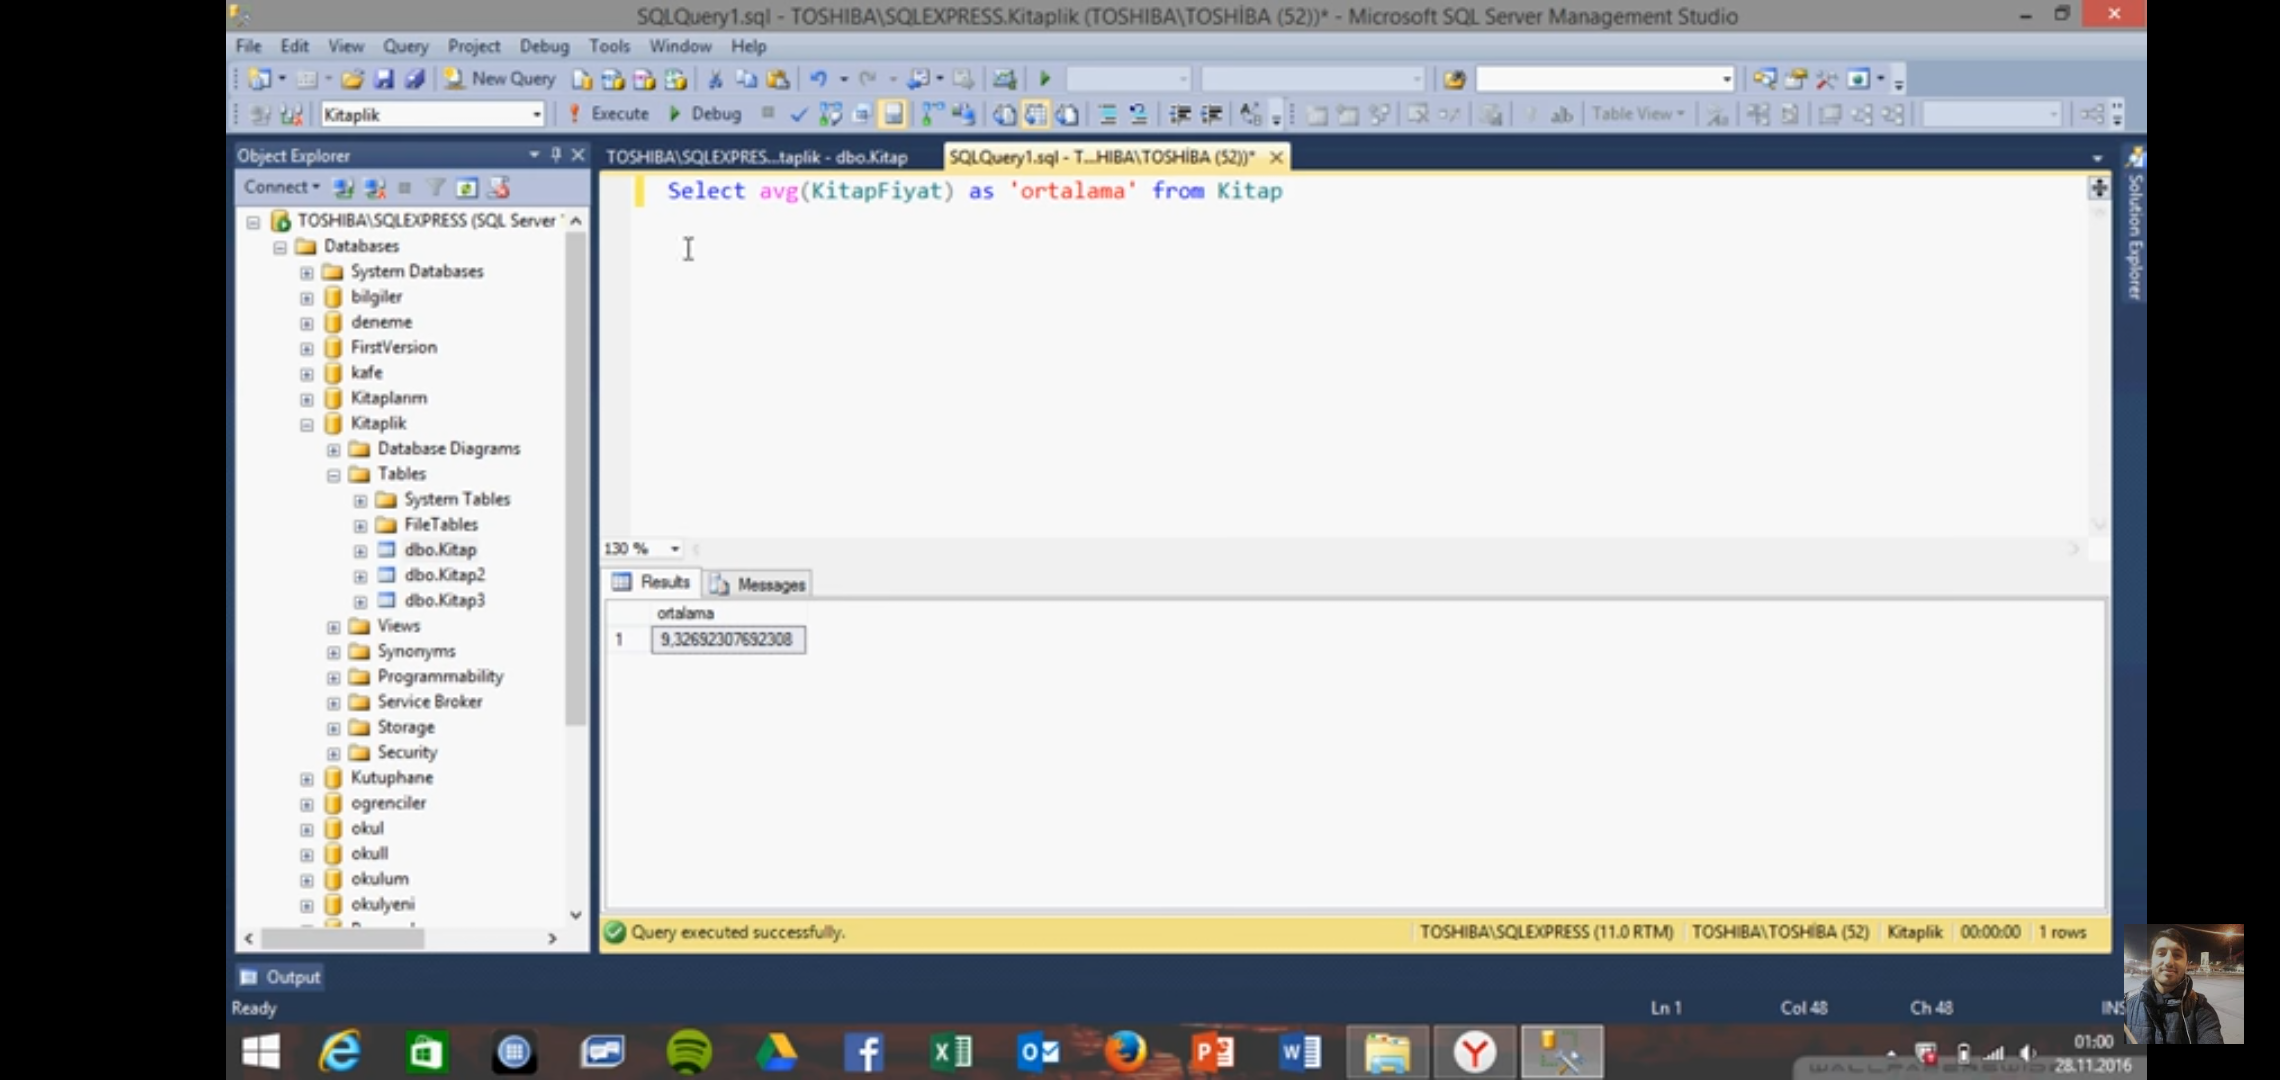 SQLQuery1.sql - TOSHIBA\SQLEXPRESS.Kitaplik (TOSHIBA\TOSHİBA (52))* - Microsoft SQL Server Management Studio
File Edit View Query Project Debug Tools Window Help
New Query
Kitaplik Execute Debug Table View
Object Explorer
TOSHIBA\SQLEXPRES...taplik - dbo.Kitap SQLQuery1.sql - T...HIBA\TOSHİBA (52))*
Connect
Select avg(KitapFiyat) as 'ortalama' from Kitap
Solution Explorer
TOSHIBA\SQLEXPRESS (SQL Server
Databases
System Databases
bilgiler
deneme
FirstVersion
kafe
Kitaplarım
Kitaplik
Database Diagrams
Tables
System Tables
FileTables
dbo.Kitap
dbo.Kitap2
dbo.Kitap3
Views
Synonyms
Programmability
Service Broker
Storage
Security
Kutuphane
ogrenciler
okul
okull
okulum
okulyeni
130 %
Results Messages
ortalama
1 9,32692307692308
Query executed successfully. TOSHIBA\SQLEXPRESS (11.0 RTM) TOSHIBA\TOSHİBA (52) Kitaplik 00:00:00 1 rows
Output
Ready Ln 1 Col 48 Ch 48 INS
01:00
28.11.2016